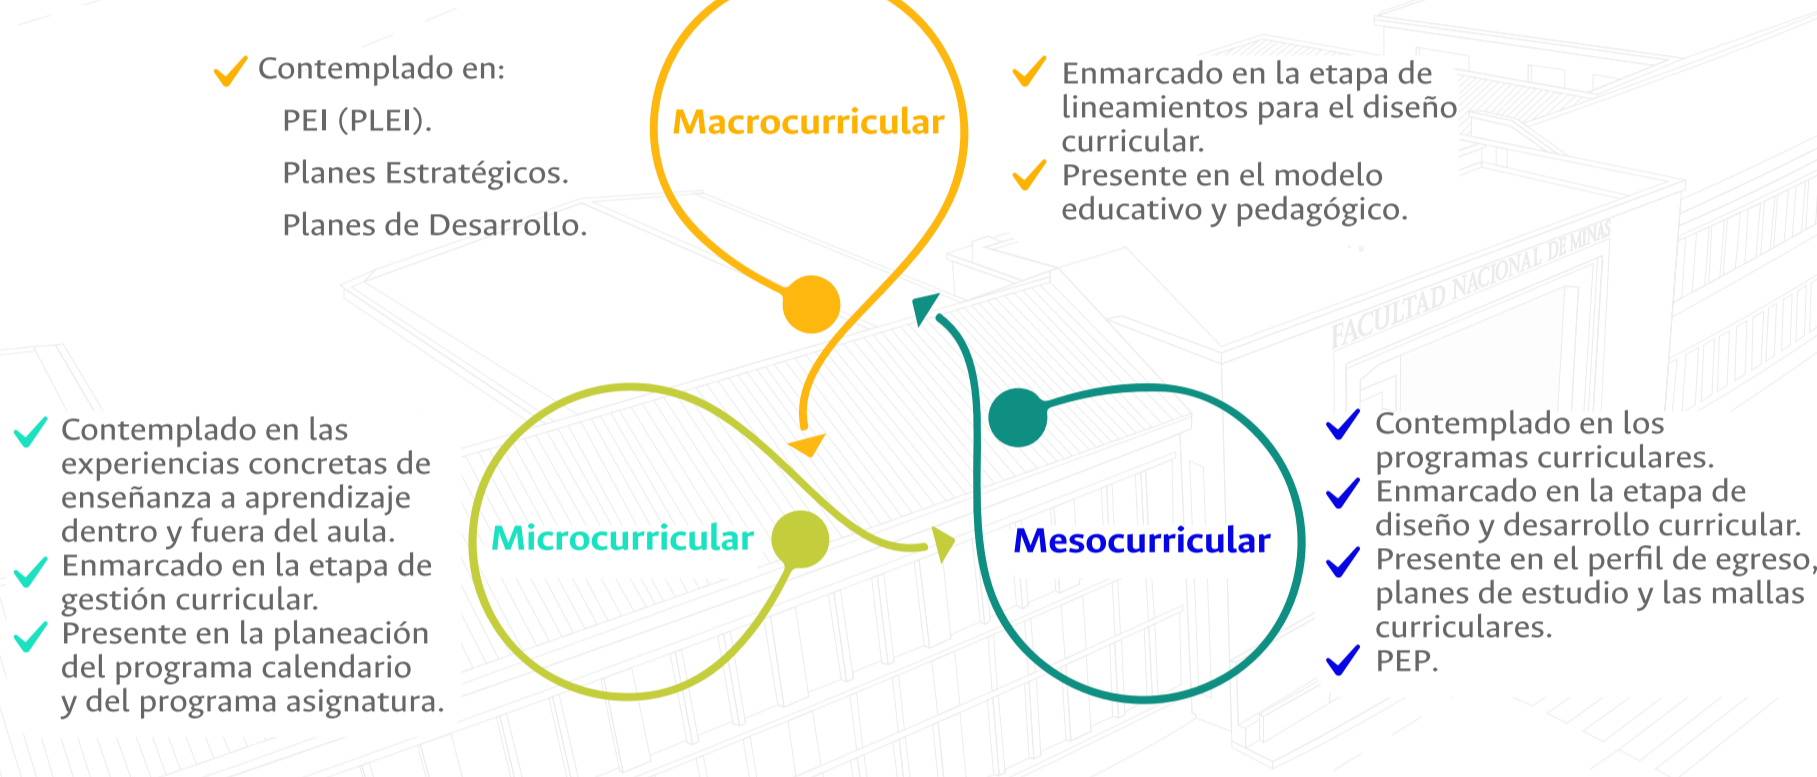 Contemplado en:
PEI (PLEI).
Planes Estratégicos.
Planes de Desarrollo.
Macrocurricular
Enmarcado en la etapa de
lineamientos para el diseño
curricular.
Presente en el modelo
educativo y pedagógico.
FACULTAD NACIONAL DE MINAS
Contemplado en las
experiencias concretas de
enseñanza a aprendizaje
dentro y fuera del aula.
Enmarcado en la etapa de
gestión curricular.
Presente en la planeación
del programa calendario
y del programa asignatura.
Microcurricular
Mesocurricular
Contemplado en los
programas curriculares.
Enmarcado en la etapa de
diseño y desarrollo curricular.
Presente en el perfil de egreso,
planes de estudio y las mallas
curriculares.
PEP.